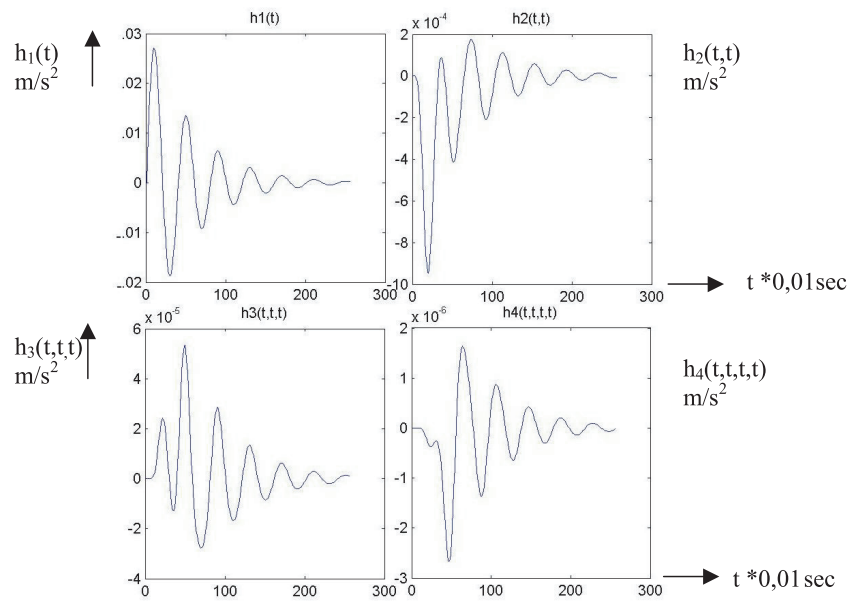 h1(t)
h2(t,t)
x 10⁻⁴
h₁(t)
m/s²
.03
.02
.01
0
-.01
-.02
0 100 200 300
2
0
-2
-4
-6
-8
-10
0 100 200 300
h₂(t,t)
m/s²
t *0,01sec
h3(t,t,t)
h4(t,t,t,t)
x 10⁻⁵
x 10⁻⁶
h₃(t,t,t)
m/s²
6
4
2
0
-2
-4
0 100 200 300
2
1
0
-1
-2
-3
0 100 200 300
h₄(t,t,t,t)
m/s²
t *0,01sec